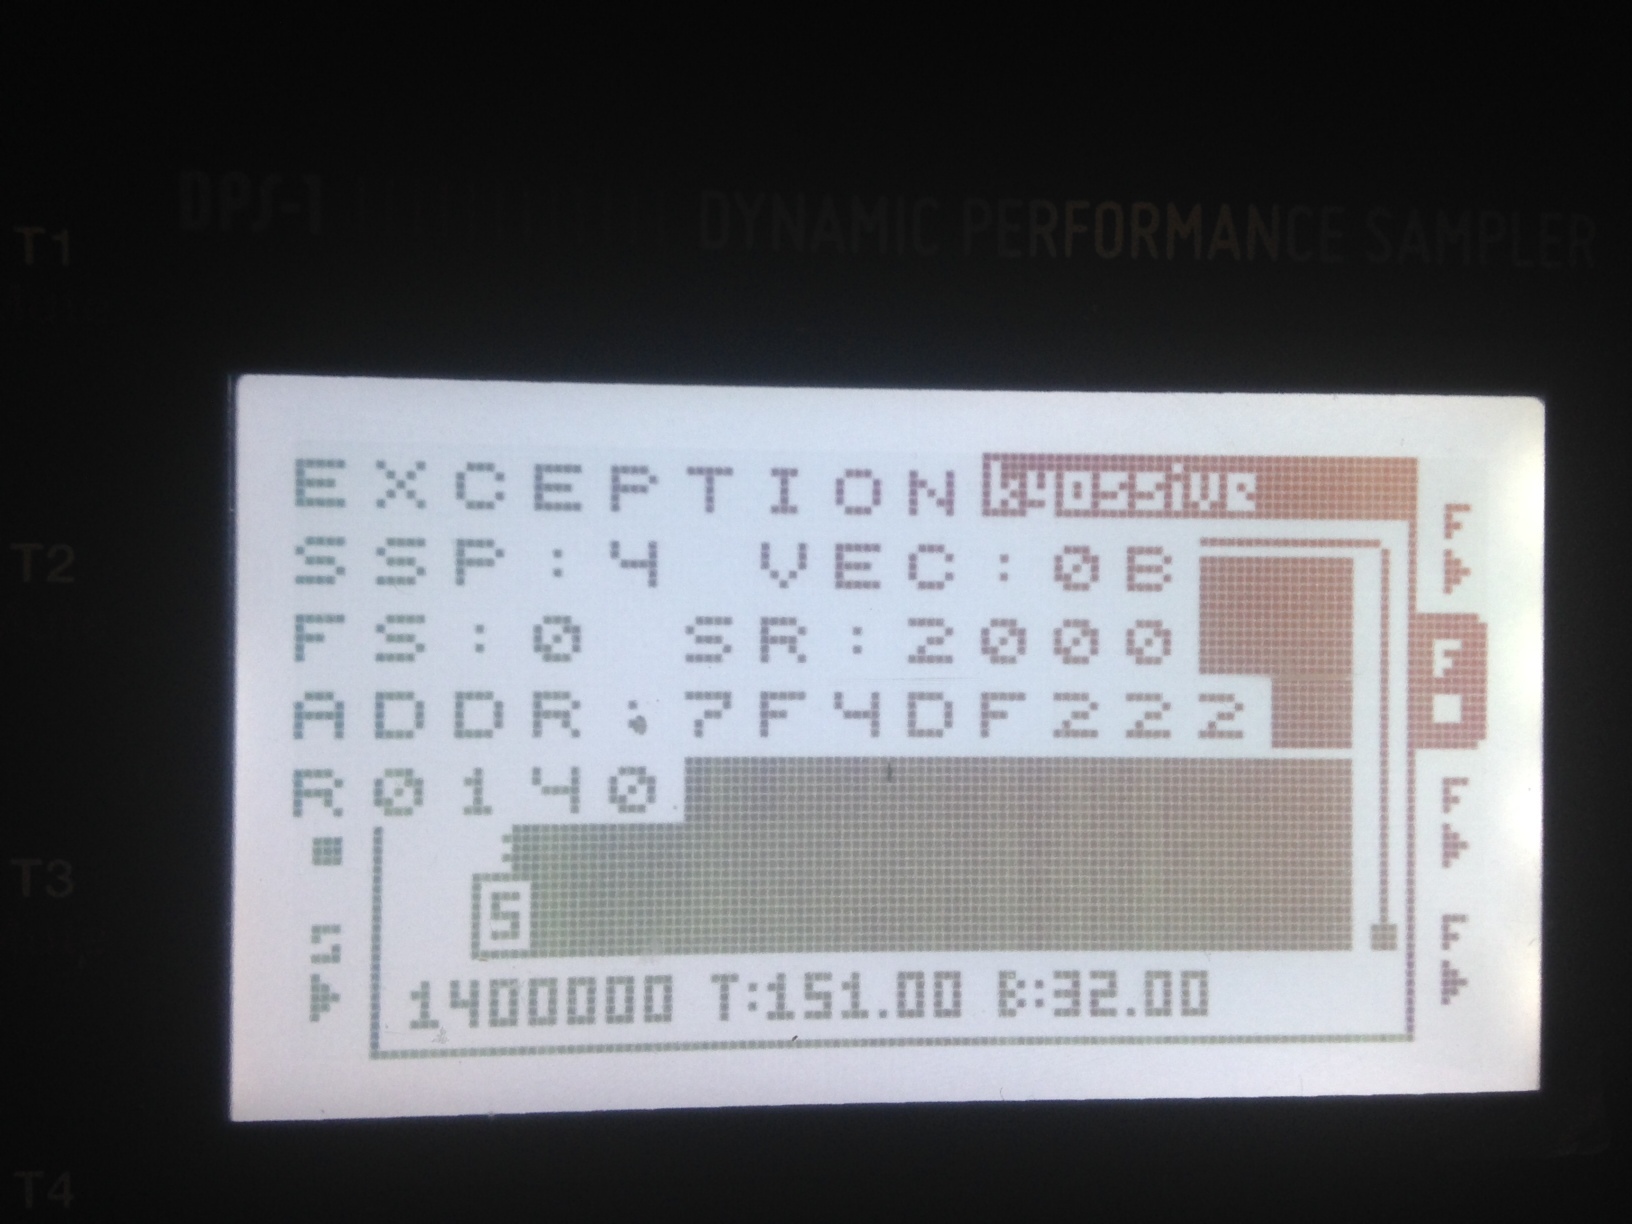 DPS-1 DYNAMIC PERFORMANCE SAMPLER
T1
EXCEPTION kyossive
SSP:4 VEC:0B
FS:0 SR:2000
ADDR:7F4DF222
R0140
S
1400000 T:151.00 B:32.00
S
F
F
F
F
T2
T3
T4